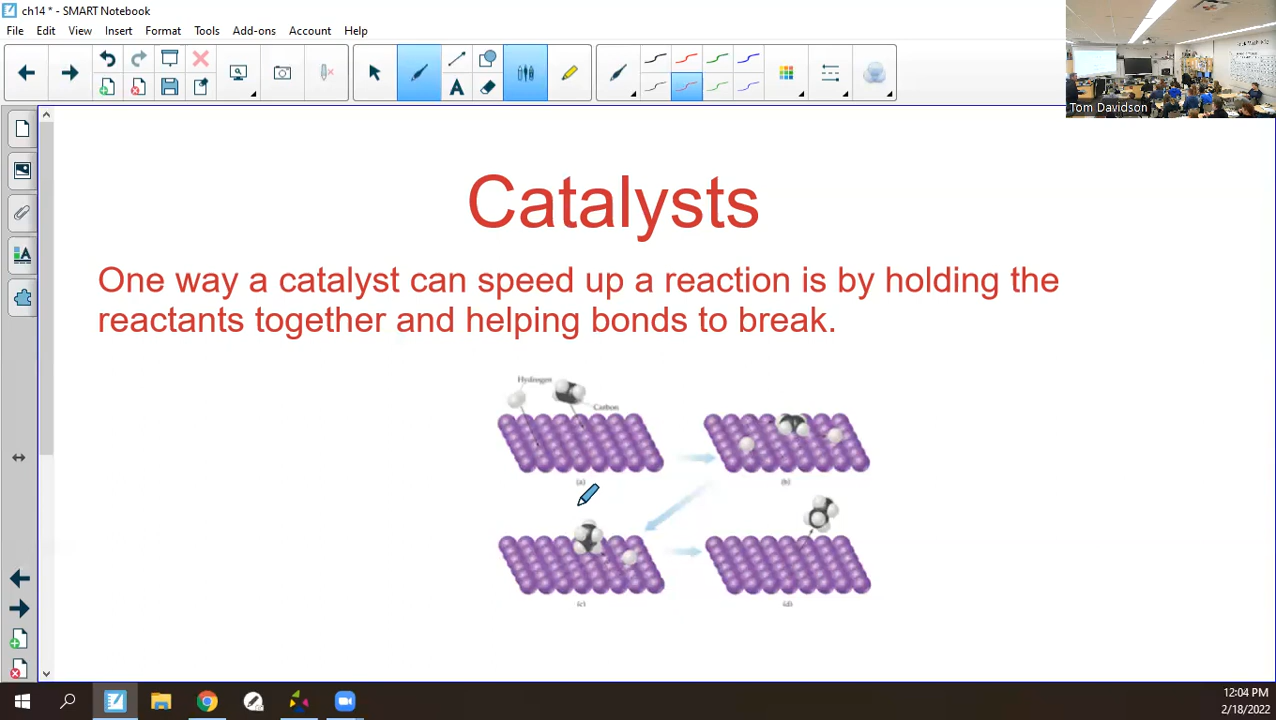 ch14 * - SMART Notebook
File Edit View Insert Format Tools Add-ons Account Help
A
Tom Davidson
Catalysts
One way a catalyst can speed up a reaction is by holding the
reactants together and helping bonds to break.
Hydrogen
Carbon
(a)
(b)
(c)
(d)
12:04 PM
2/18/2022